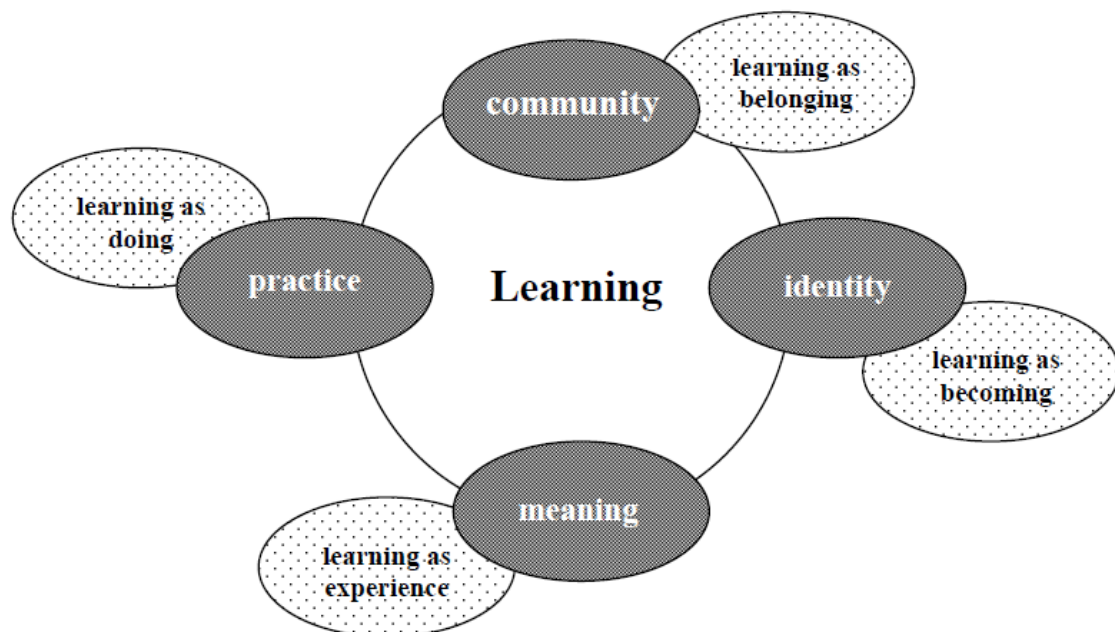 community
learning as
belonging
learning as
doing
practice
Learning
identity
learning as
becoming
meaning
learning as
experience